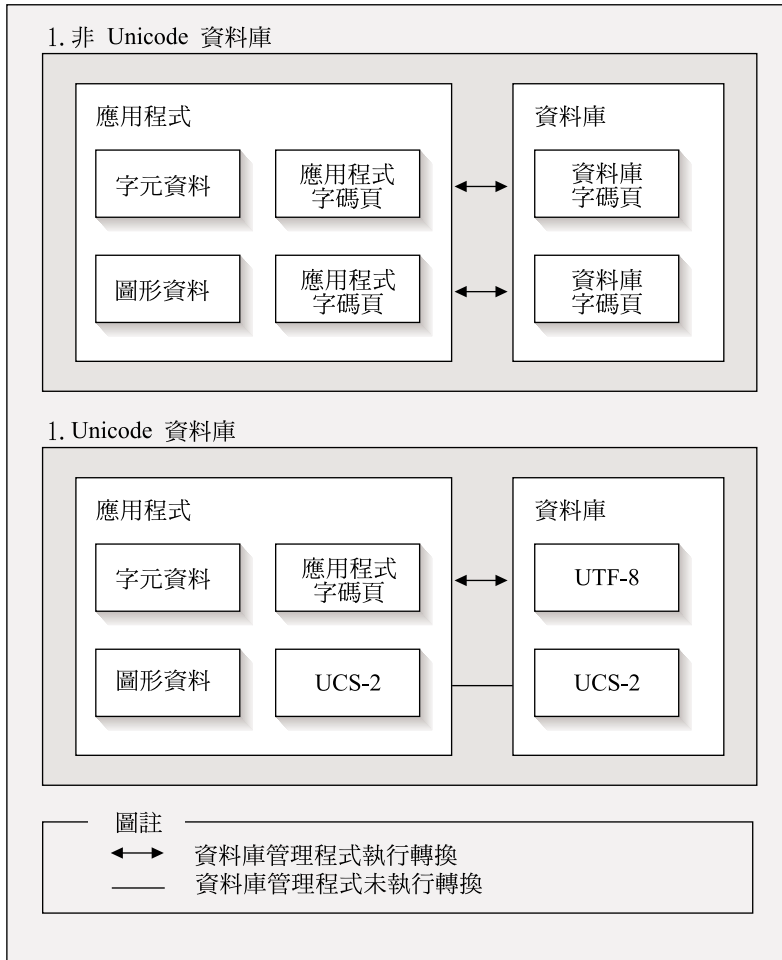 1. 非 Unicode 資料庫
應用程式
資料庫
字元資料
應用程式
字碼頁
資料庫
字碼頁
圖形資料
應用程式
字碼頁
資料庫
字碼頁
1. Unicode 資料庫
應用程式
資料庫
字元資料
應用程式
字碼頁
UTF-8
圖形資料
UCS-2
UCS-2
圖註
資料庫管理程式執行轉換
資料庫管理程式未執行轉換